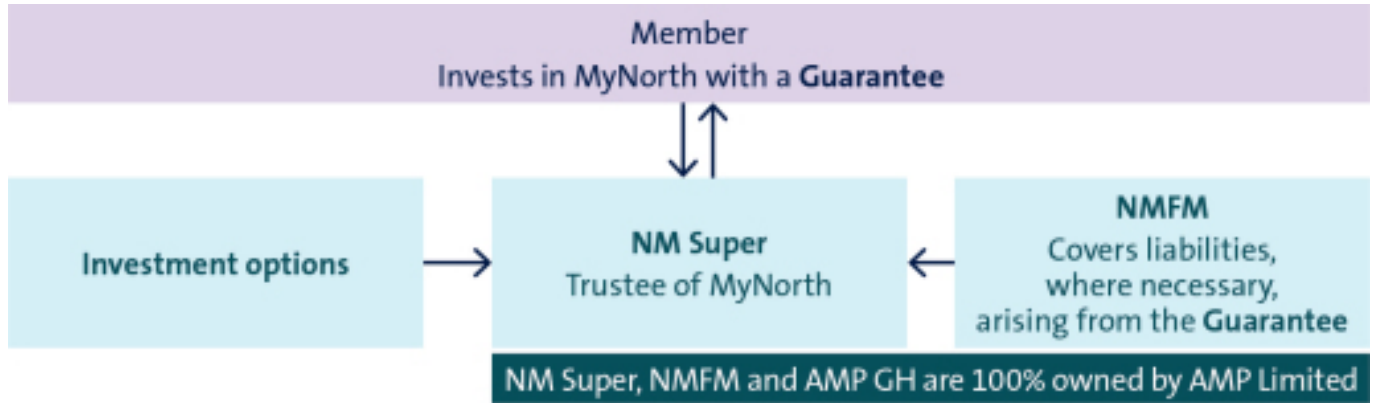 Member
Invests in MyNorth with a Guarantee
Investment options
NM Super
Trustee of MyNorth
NMFM
Covers liabilities,
where necessary,
arising from the Guarantee
NM Super, NMFM and AMP GH are 100% owned by AMP Limited